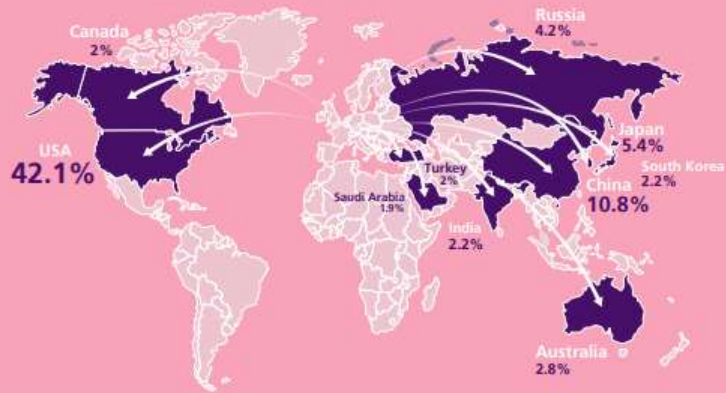 Canada
2%
Russia
4.2%
USA
42.1%
Japan
5.4%
South Korea
2.2%
Turkey
2%
China
10.8%
Saudi Arabia
1.9%
India
2.2%
Australia
2.8%